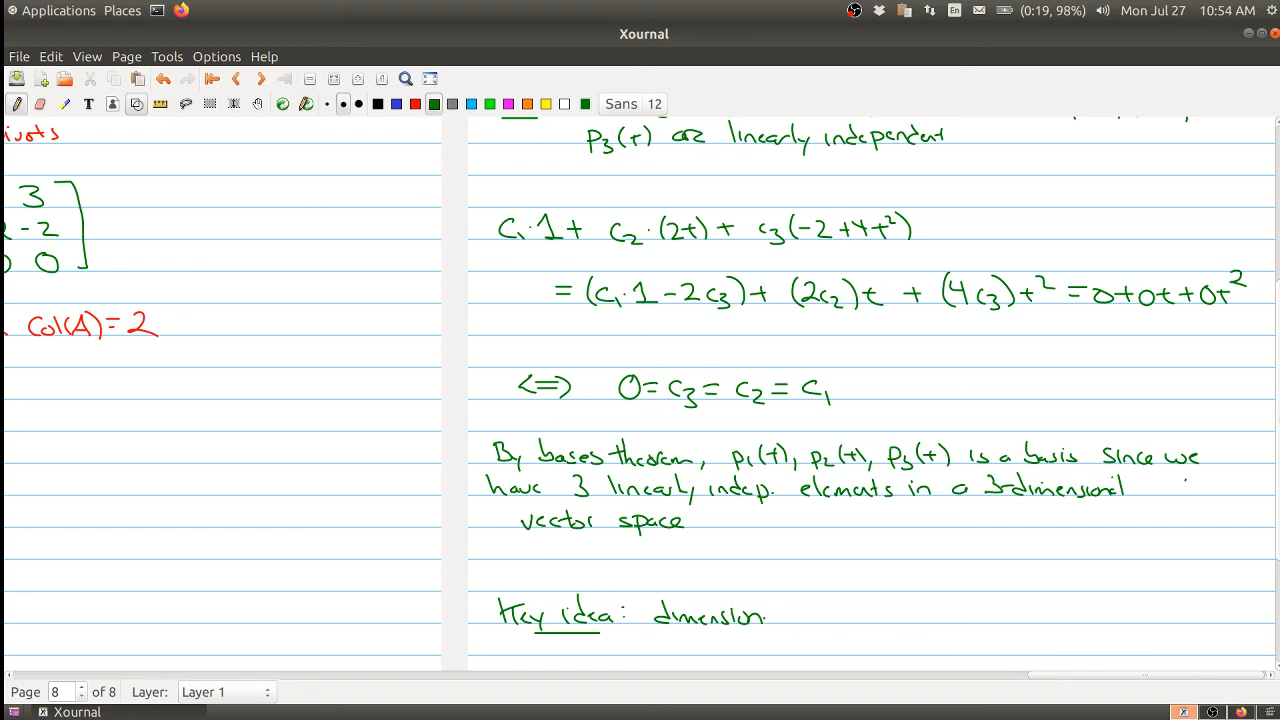 Applications Places en (0:19, 98%) Mon Jul 27 10:54 AM
Xournal
File Edit View Page Tools Options Help
Sans 12
ivots
3
-2
0 0
Col(A)=2
p₃(t) are linearly independent
c₁·1+ c₂·(2t)+ c₃(-2+4t²)
=(c₁·1-2c₃)+ (2c₂)t + (4c₃)t²=0+0t+0t²
<=> 0=c₃=c₂=c₁
By bases theorem, p₁(t), p₂(t), p₃(t) is a basis since we
have 3 linearly indep. elements in a 3-dimensional
vector space
Key idea: dimension
Page 8 of 8 Layer: Layer 1
Xournal